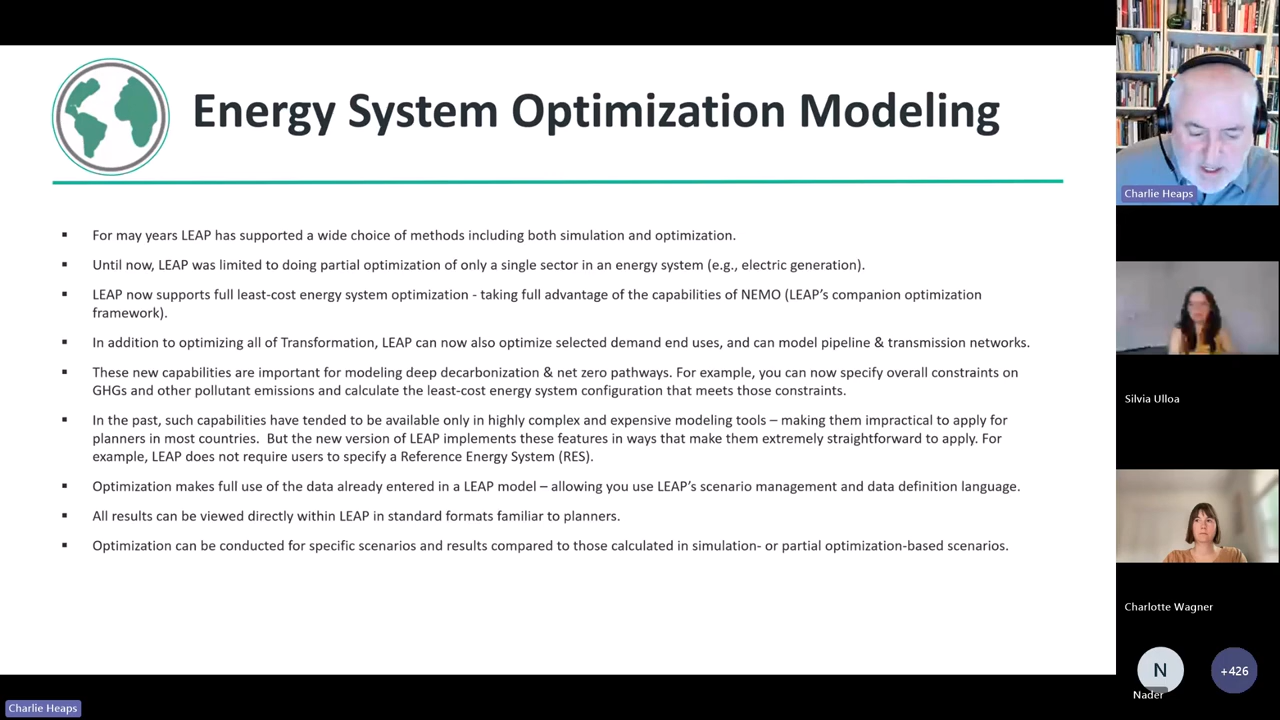 Energy System Optimization Modeling
For may years LEAP has supported a wide choice of methods including both simulation and optimization.
Until now, LEAP was limited to doing partial optimization of only a single sector in an energy system (e.g., electric generation).
LEAP now supports full least-cost energy system optimization - taking full advantage of the capabilities of NEMO (LEAP's companion optimization
framework).
In addition to optimizing all of Transformation, LEAP can now also optimize selected demand end uses, and can model pipeline & transmission networks.
These new capabilities are important for modeling deep decarbonization & net zero pathways. For example, you can now specify overall constraints on
GHGs and other pollutant emissions and calculate the least-cost energy system configuration that meets those constraints.
In the past, such capabilities have tended to be available only in highly complex and expensive modeling tools – making them impractical to apply for
planners in most countries.  But the new version of LEAP implements these features in ways that make them extremely straightforward to apply. For
example, LEAP does not require users to specify a Reference Energy System (RES).
Optimization makes full use of the data already entered in a LEAP model – allowing you use LEAP's scenario management and data definition language.
All results can be viewed directly within LEAP in standard formats familiar to planners.
Optimization can be conducted for specific scenarios and results compared to those calculated in simulation- or partial optimization-based scenarios.
Charlie Heaps
Silvia Ulloa
Charlotte Wagner
N
Nader
+426
Charlie Heaps